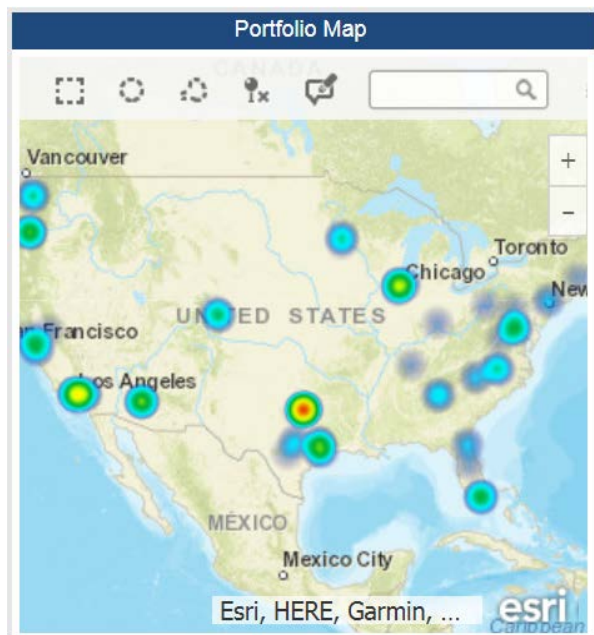 Portfolio Map
CANADA
Vancouver
Toronto
Chicago
New
UNITED STATES
an Francisco
Los Angeles
MÉXICO
Mexico City
Esri, HERE, Garmin, ...
esri
Caribbean